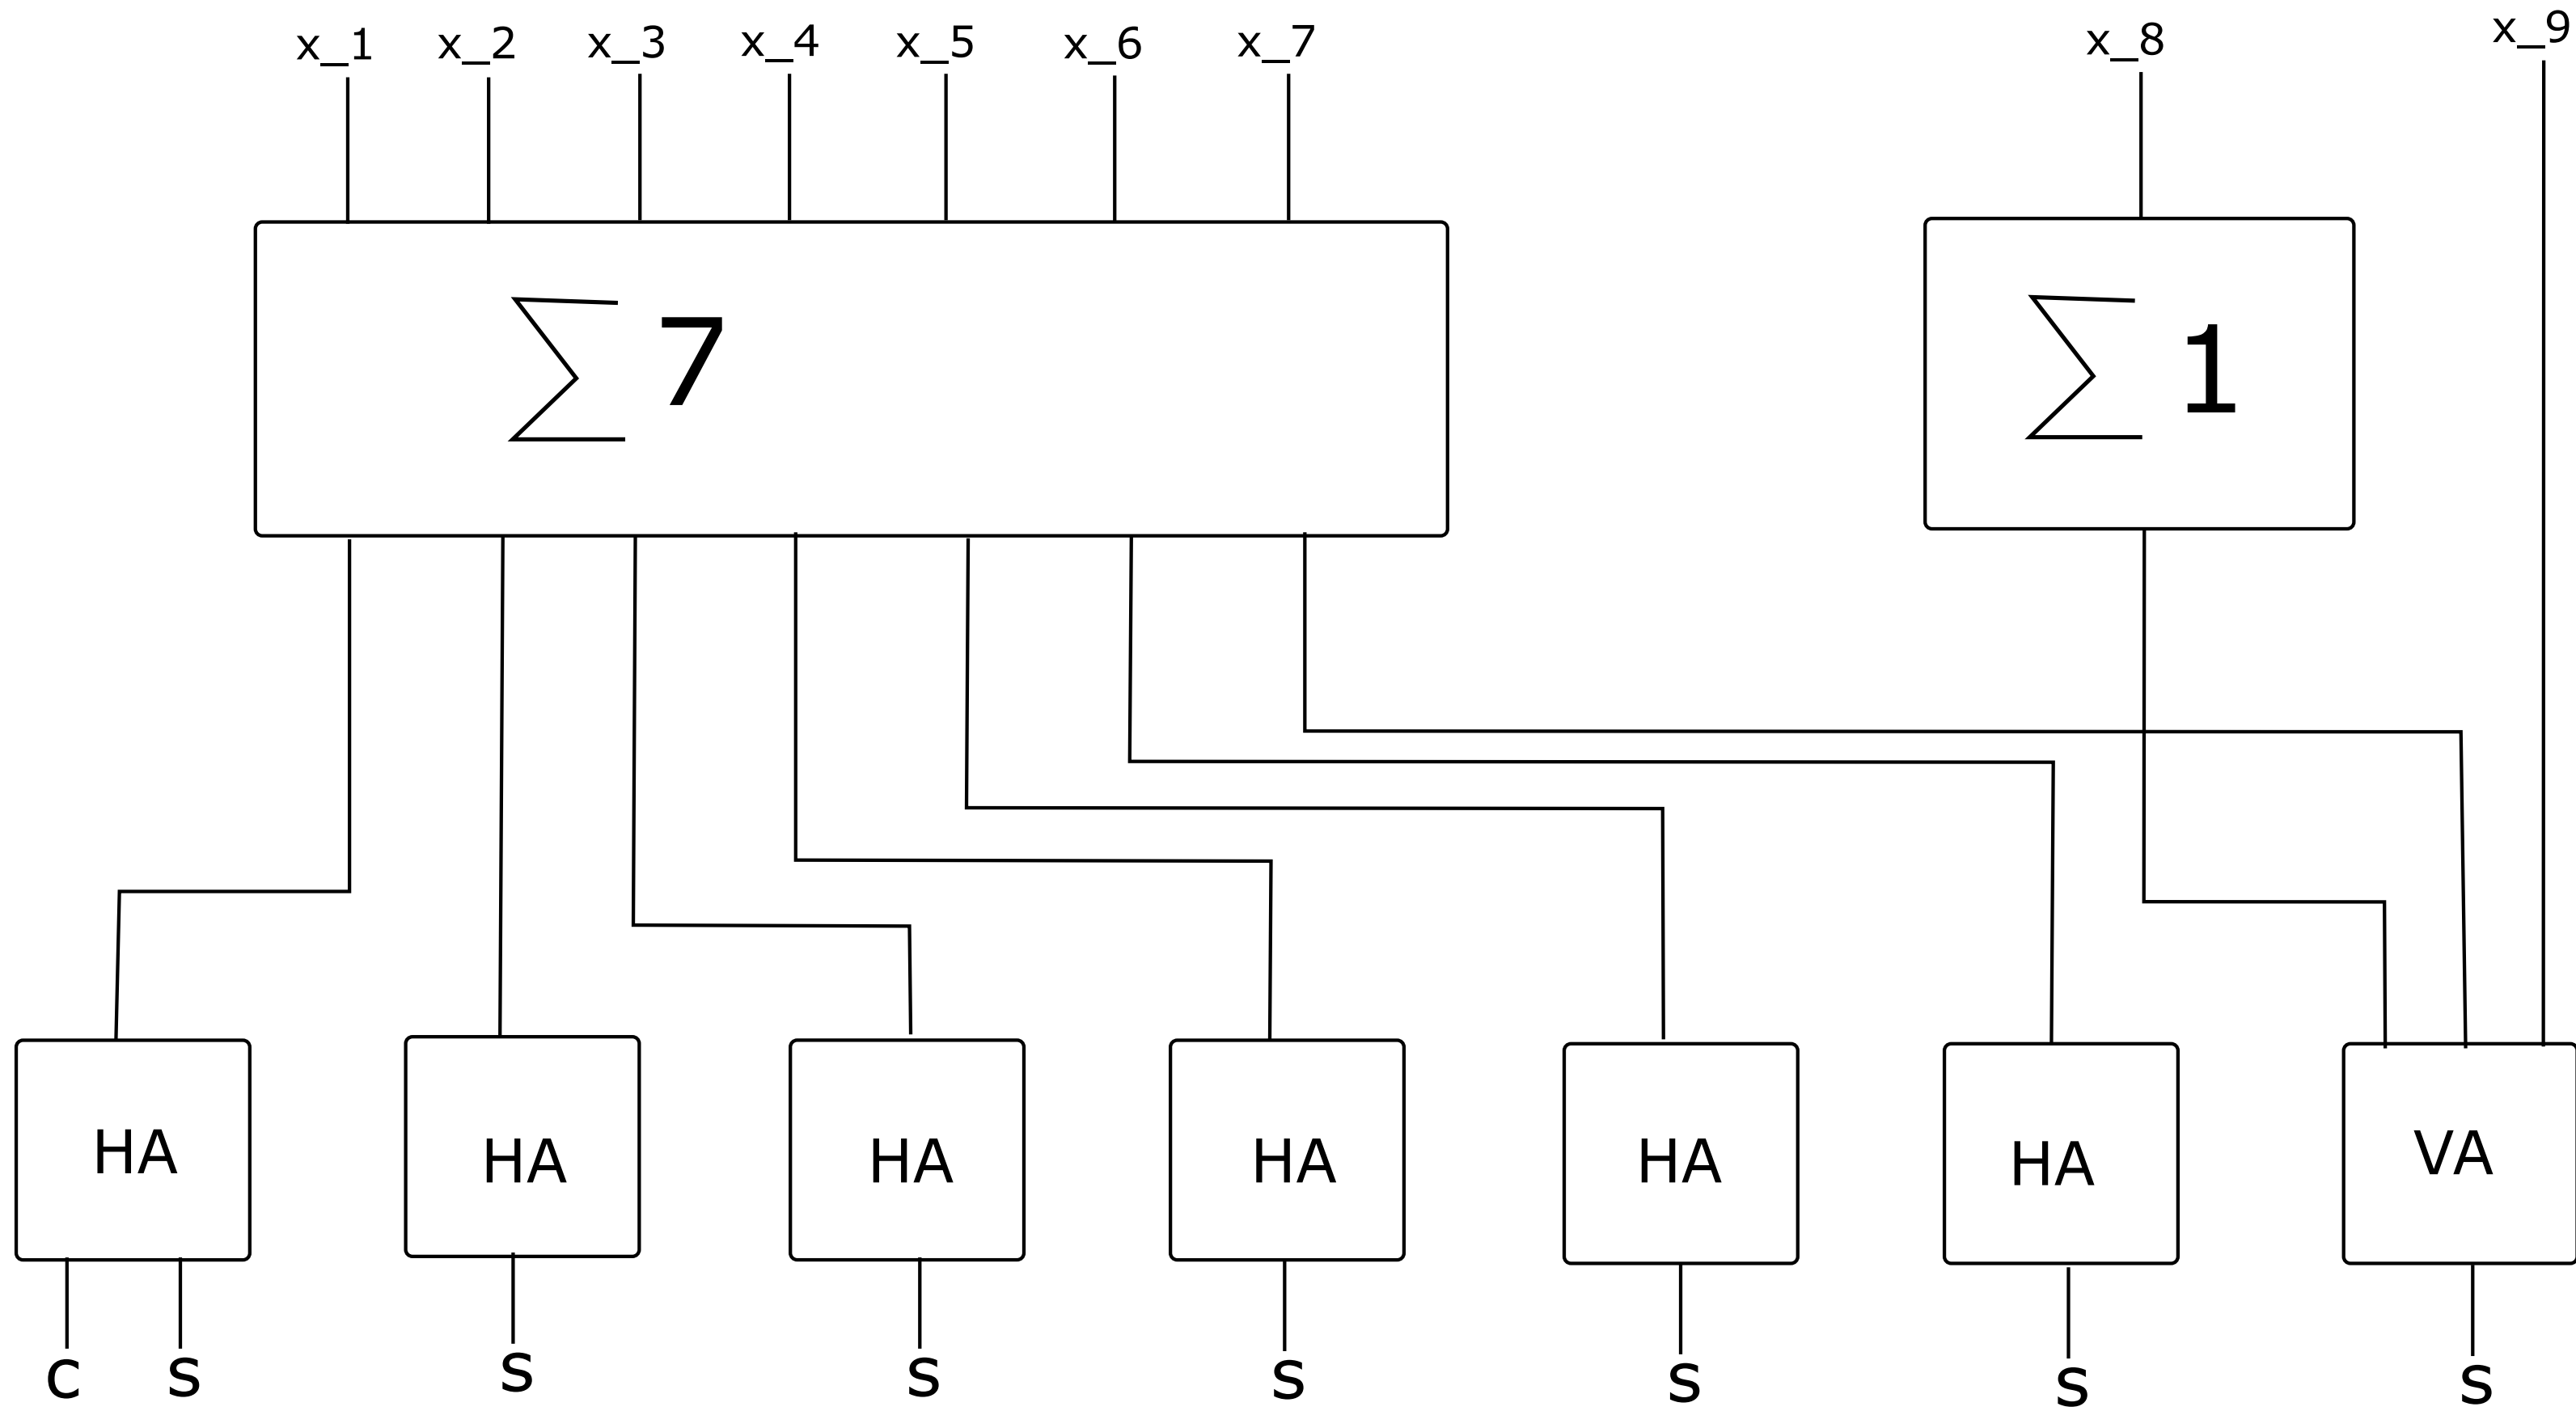 x_1 x_2 x_3 x_4 x_5 x_6 x_7 x_8 x_9
∑ 7 ∑ 1
HA HA HA HA HA HA VA
c s s s s s s s